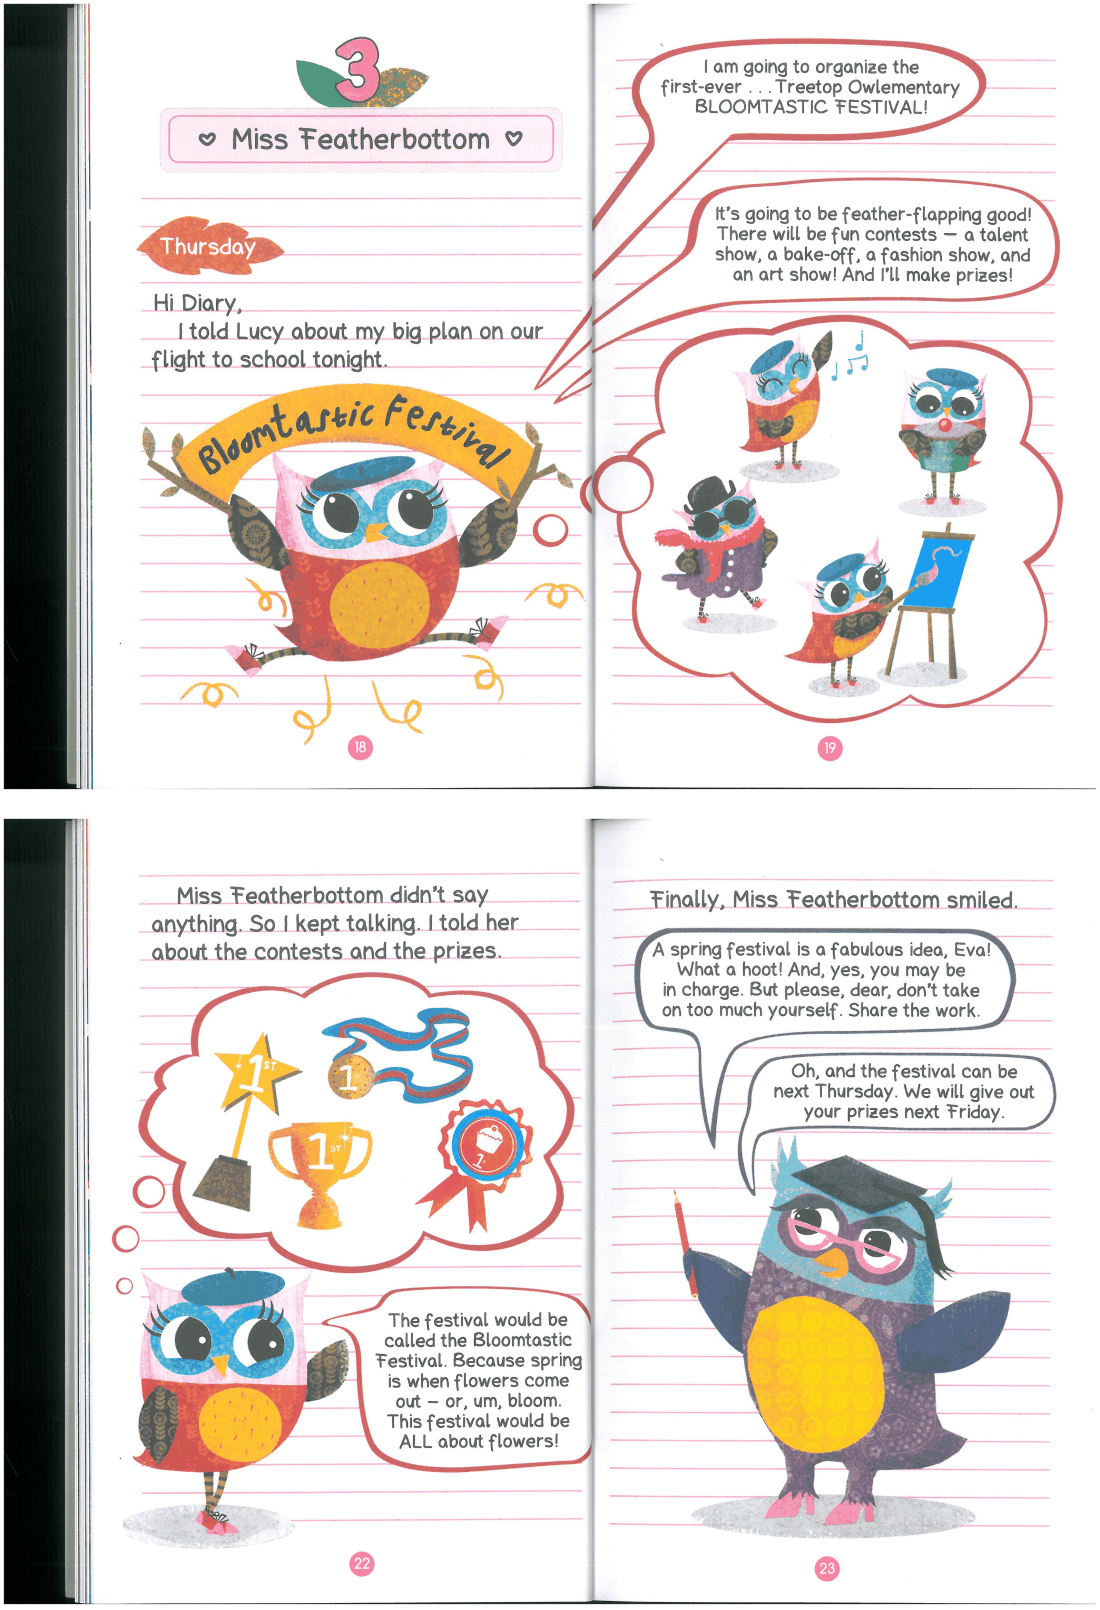 3
Miss Featherbottom
Thursday
Hi Diary,
I told Lucy about my big plan on our
flight to school tonight.
Bloomtastic Festival
18
I am going to organize the
first-ever . . . Treetop Owlementary
BLOOMTASTIC FESTIVAL!
It's going to be feather-flapping good!
There will be fun contests — a talent
show, a bake-off, a fashion show, and
an art show! And I'll make prizes!
19
Miss Featherbottom didn't say
anything. So I kept talking. I told her
about the contests and the prizes.
1ST
1
1ST
1
The festival would be
called the Bloomtastic
Festival. Because spring
is when flowers come
out — or, um, bloom.
This festival would be
ALL about flowers!
22
Finally, Miss Featherbottom smiled.
A spring festival is a fabulous idea, Eva!
What a hoot! And, yes, you may be
in charge. But please, dear, don't take
on too much yourself. Share the work.
Oh, and the festival can be
next Thursday. We will give out
your prizes next Friday.
23